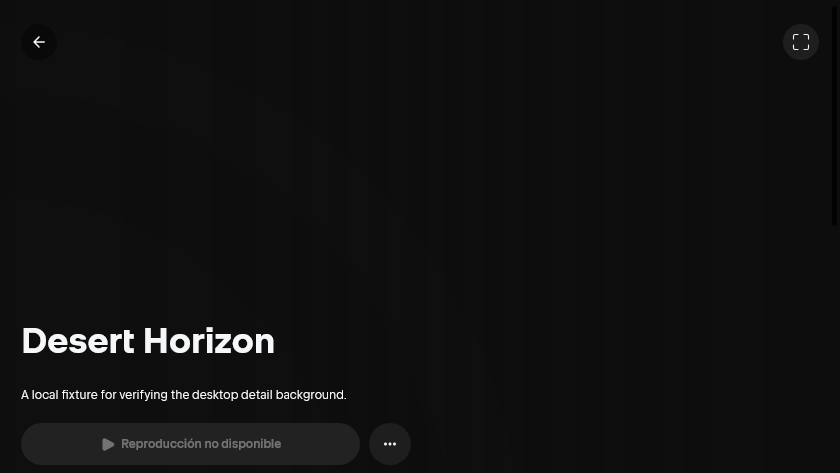 Desert Horizon
A local fixture for verifying the desktop detail background.
Reproducción no disponible